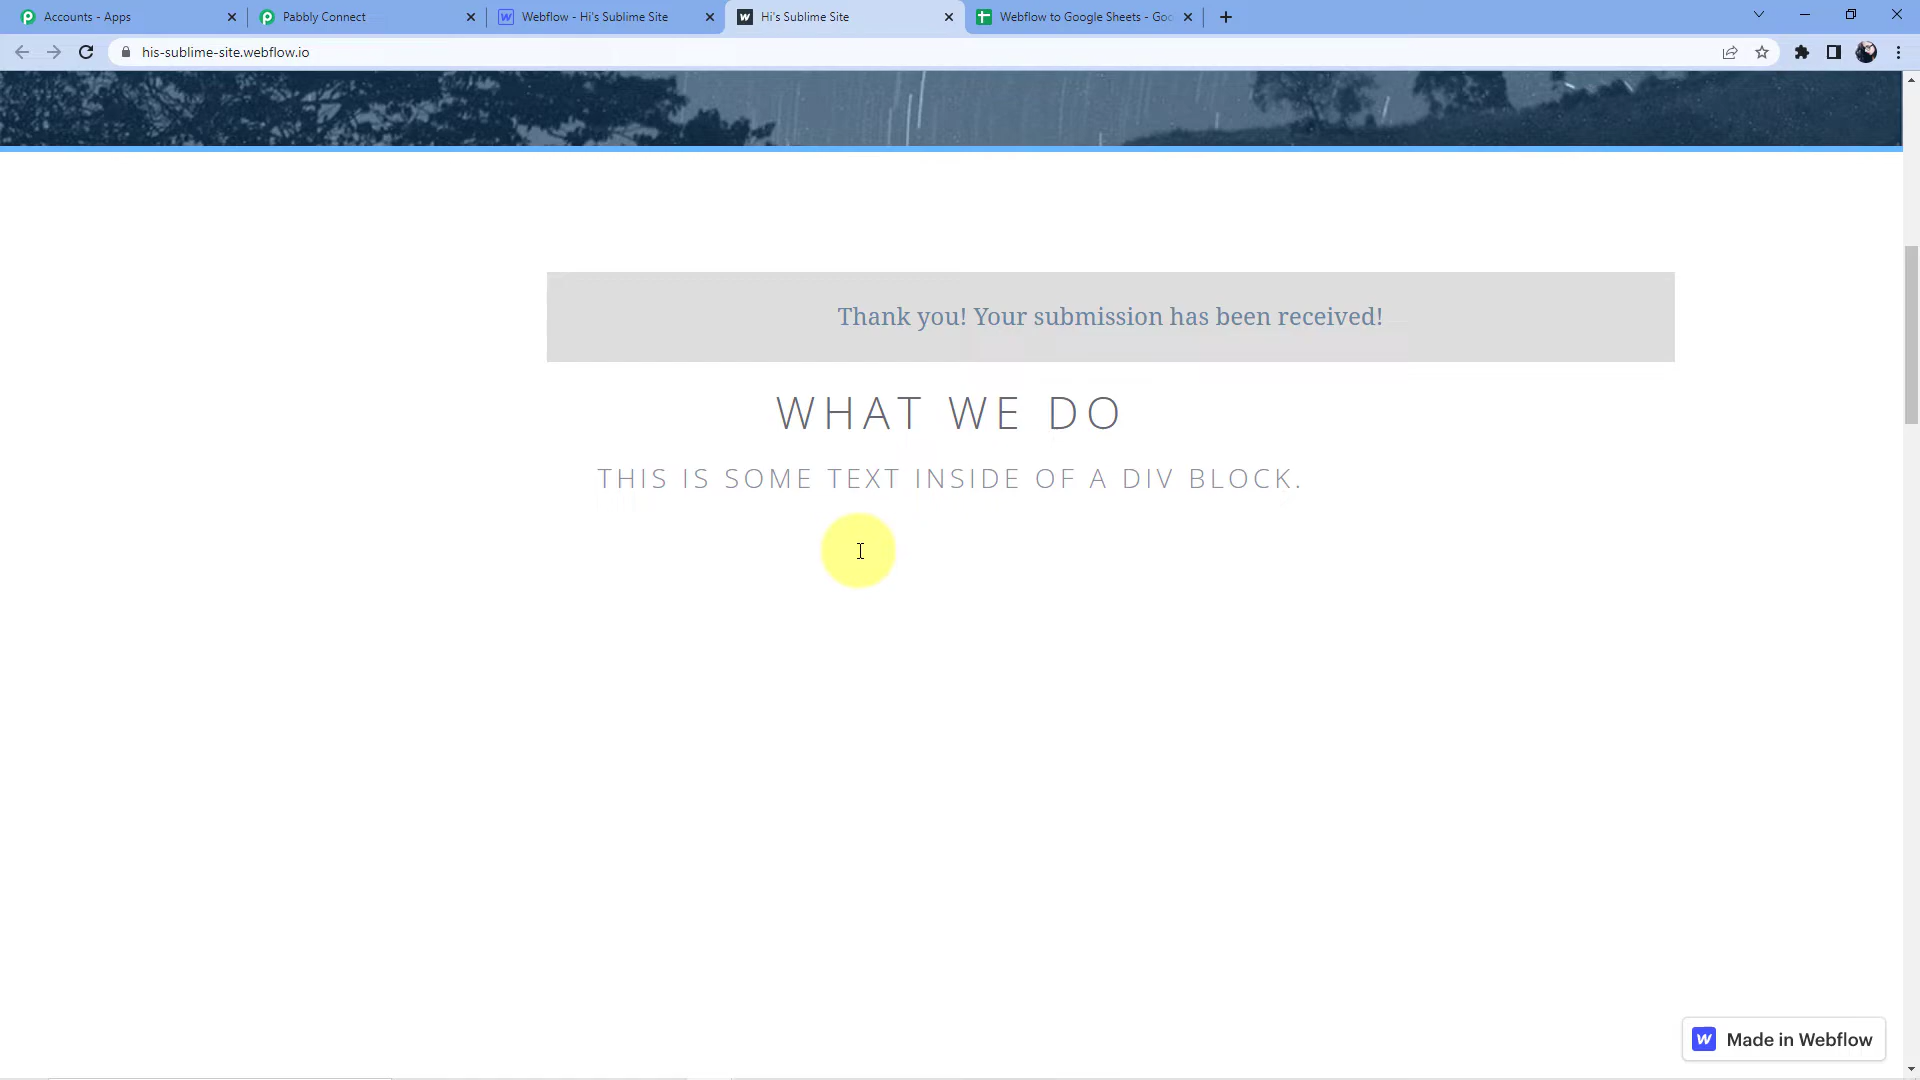 Accounts - Apps
Pabbly Connect
Webflow - Hi's Sublime Site
Hi's Sublime Site
Webflow to Google Sheets - Goo
his-sublime-site.webflow.io
Thank you! Your submission has been received!
WHAT WE DO
THIS IS SOME TEXT INSIDE OF A DIV BLOCK.
Made in Webflow